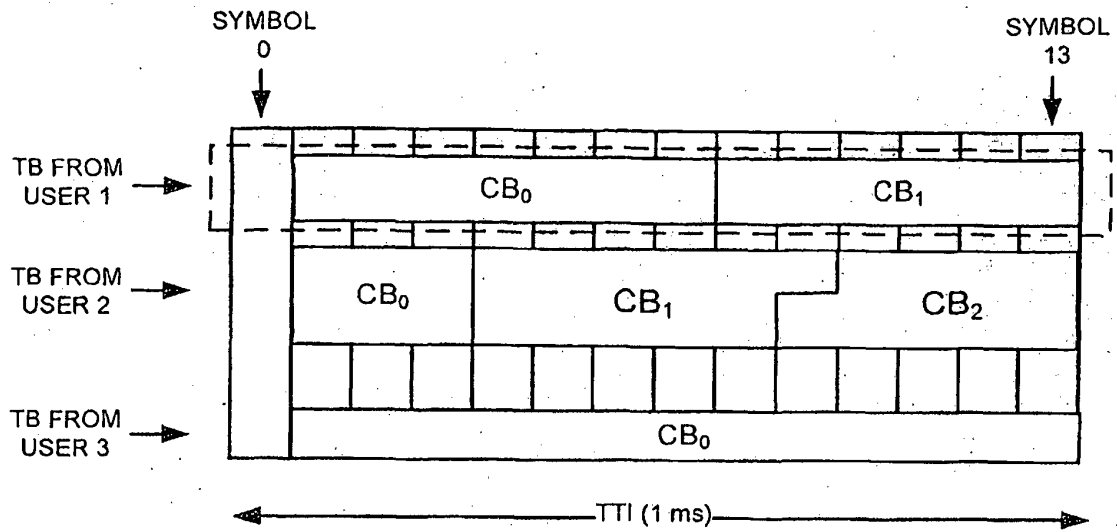 SYMBOL
0
SYMBOL
13
TB FROM
USER 1
CB₀
CB₁
TB FROM
USER 2
CB₀
CB₁
CB₂
TB FROM
USER 3
CB₀
TTI (1 ms)